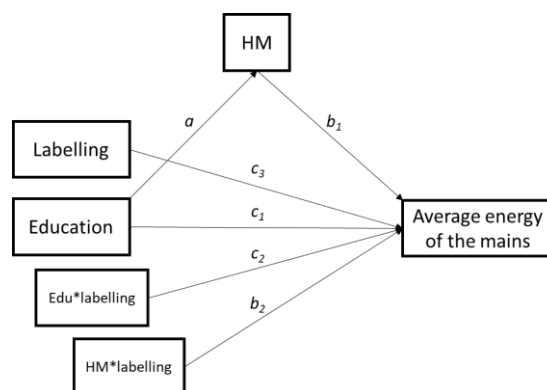 HM
a
b₁
Labelling
c₃
Education
c₁
Average energy
of the mains
c₂
Edu*labelling
b₂
HM*labelling